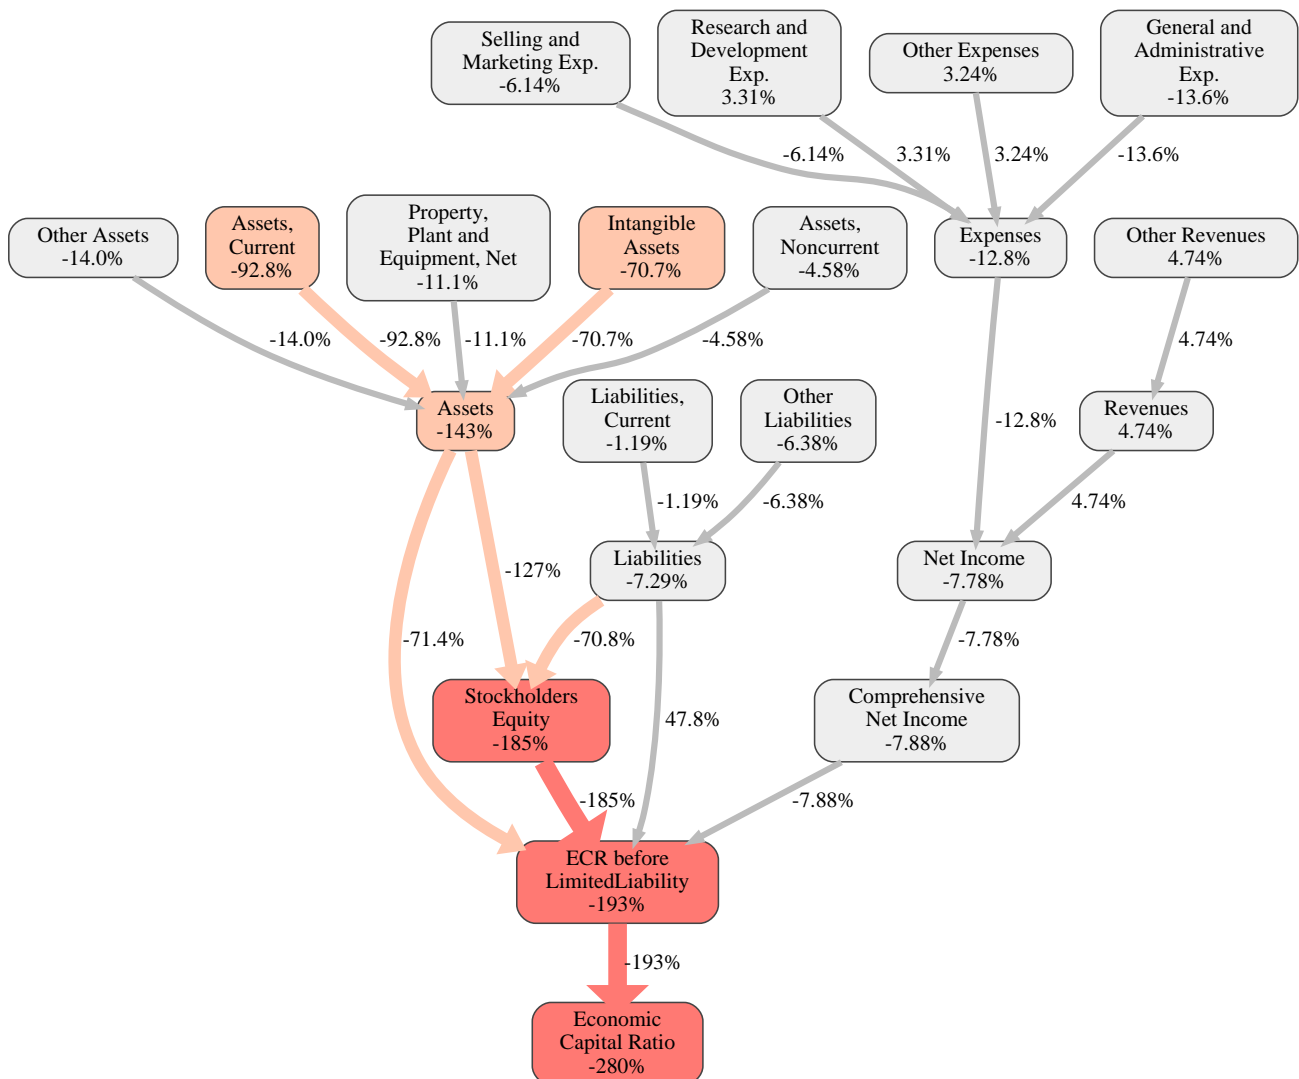 Selling and
Marketing Exp.
-6.14%
Research and
Development
Exp.
3.31%
Other Expenses
3.24%
General and
Administrative
Exp.
-13.6%
-6.14%
3.31%
3.24%
-13.6%
Other Assets
-14.0%
Assets,
Current
-92.8%
Property,
Plant and
Equipment, Net
-11.1%
Intangible
Assets
-70.7%
Assets,
Noncurrent
-4.58%
Expenses
-12.8%
Other Revenues
4.74%
-14.0%
-92.8%
-11.1%
-70.7%
-4.58%
4.74%
Assets
-143%
Liabilities,
Current
-1.19%
Other
Liabilities
-6.38%
-12.8%
Revenues
4.74%
-1.19%
-6.38%
4.74%
-127%
Liabilities
-7.29%
Net Income
-7.78%
-71.4%
-70.8%
-7.78%
Stockholders
Equity
-185%
47.8%
Comprehensive
Net Income
-7.88%
-185%
-7.88%
ECR before
LimitedLiability
-193%
-193%
Economic
Capital Ratio
-280%